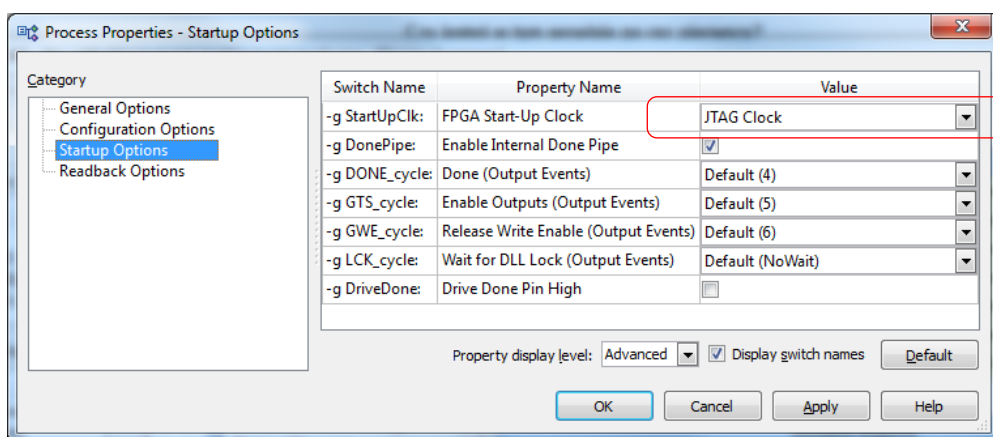 Process Properties - Startup Options
Category
General Options
Configuration Options
Startup Options
Readback Options
Switch Name Property Name Value
-g StartUpClk: FPGA Start-Up Clock JTAG Clock
-g DonePipe: Enable Internal Done Pipe
-g DONE_cycle: Done (Output Events) Default (4)
-g GTS_cycle: Enable Outputs (Output Events) Default (5)
-g GWE_cycle: Release Write Enable (Output Events) Default (6)
-g LCK_cycle: Wait for DLL Lock (Output Events) Default (NoWait)
-g DriveDone: Drive Done Pin High
Property display level: Advanced Display switch names Default
OK Cancel Apply Help